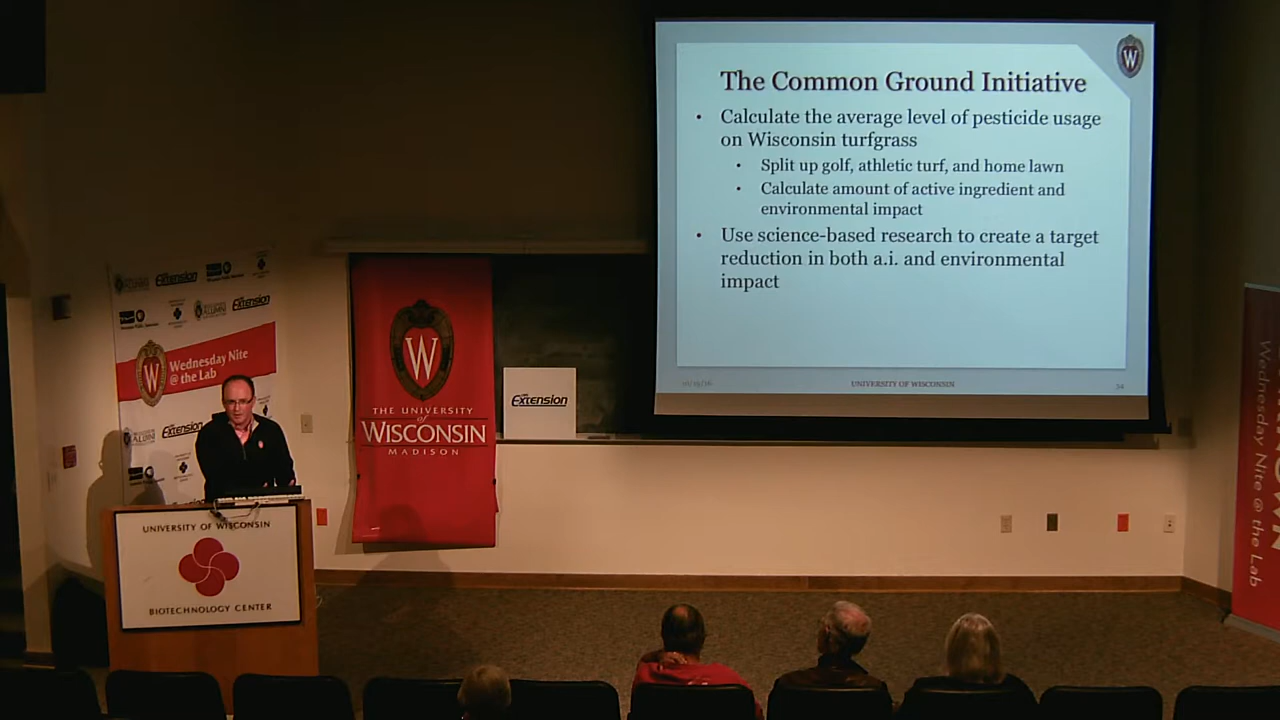 The Common Ground Initiative
• Calculate the average level of pesticide usage
on Wisconsin turfgrass
• Split up golf, athletic turf, and home lawn
• Calculate amount of active ingredient and
environmental impact
• Use science-based research to create a target
reduction in both a.i. and environmental
impact
UNIVERSITY OF WISCONSIN
34
W
Extension
Extension
Wednesday Nite
@ the Lab
W
Extension
W
THE UNIVERSITY
of
WISCONSIN
MADISON
Extension
UNIVERSITY OF WISCONSIN
BIOTECHNOLOGY CENTER
Wednesday Nite @ the Lab